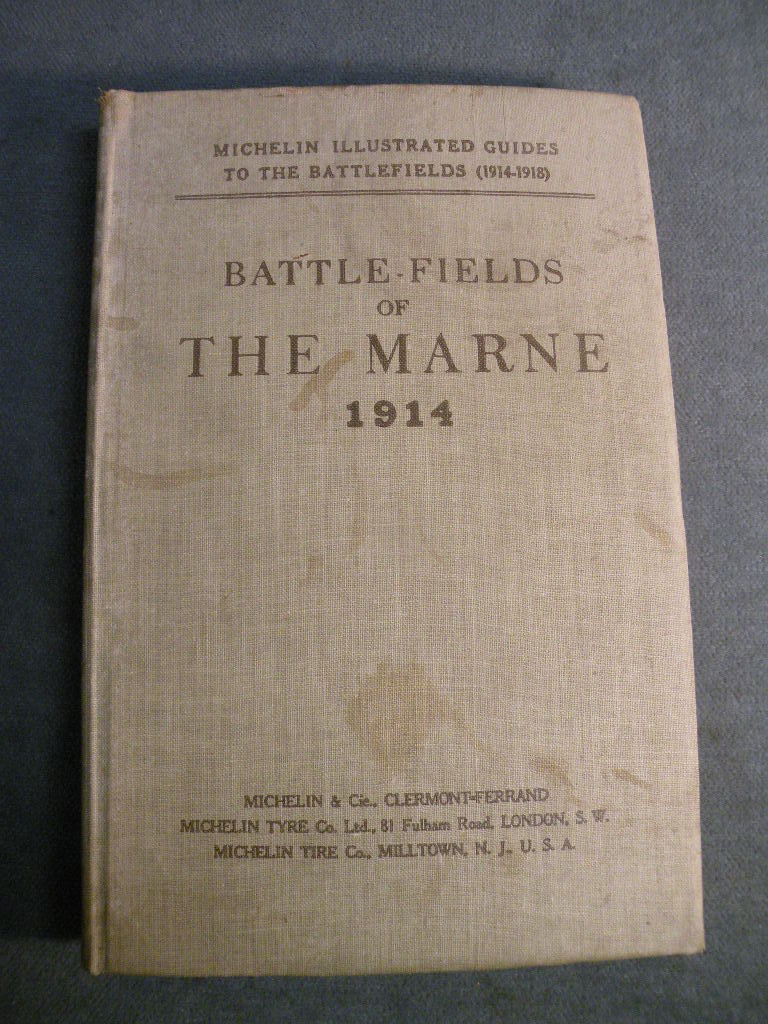 MICHELIN ILLUSTRATED GUIDES
TO THE BATTLEFIELDS (1914-1918)
BATTLE-FIELDS
OF
THE MARNE
1914
MICHELIN & Cie., CLERMONT-FERRAND
MICHELIN TYRE Co. Ltd., 81 Fulham Road, LONDON, S. W.
MICHELIN TIRE Co., MILLTOWN, N. J., U. S. A.